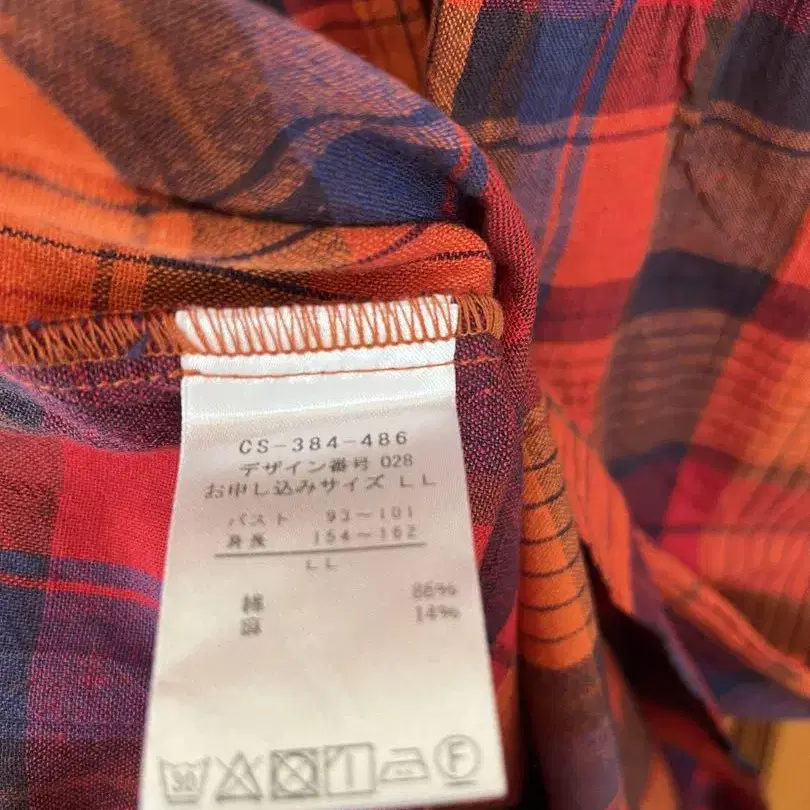 CS-384-486
デザイン番号 028
お申し込みサイズ LL
バスト 93～101
身長 154～162
LL
綿 86%
麻 14%
30
F